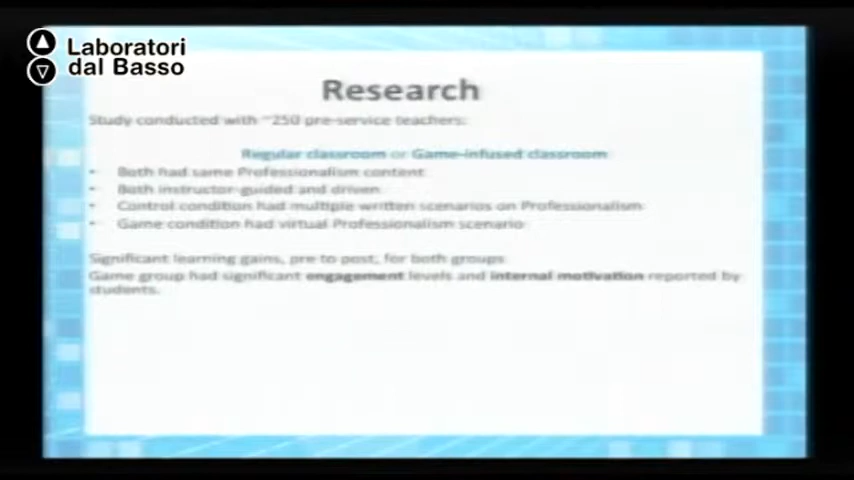 Laboratori
dal Basso
Research
Study conducted with ~250 pre-service teachers:
Regular classroom or Game-infused classroom
• Both had same Professionalism content
• Both instructor-guided and driven
• Control condition had multiple written scenarios on Professionalism
• Game condition had virtual Professionalism scenario
Significant learning gains, pre to post, for both groups
Game group had significant engagement levels and internal motivation reported by
students.